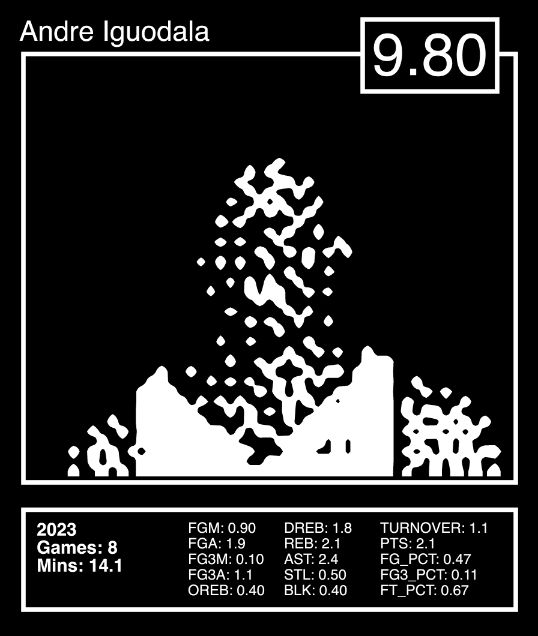 Andre Iguodala
9.80
2023
Games: 8
Mins: 14.1
FGM: 0.90
FGA: 1.9
FG3M: 0.10
FG3A: 1.1
OREB: 0.40
DREB: 1.8
REB: 2.1
AST: 2.4
STL: 0.50
BLK: 0.40
TURNOVER: 1.1
PTS: 2.1
FG_PCT: 0.47
FG3_PCT: 0.11
FT_PCT: 0.67